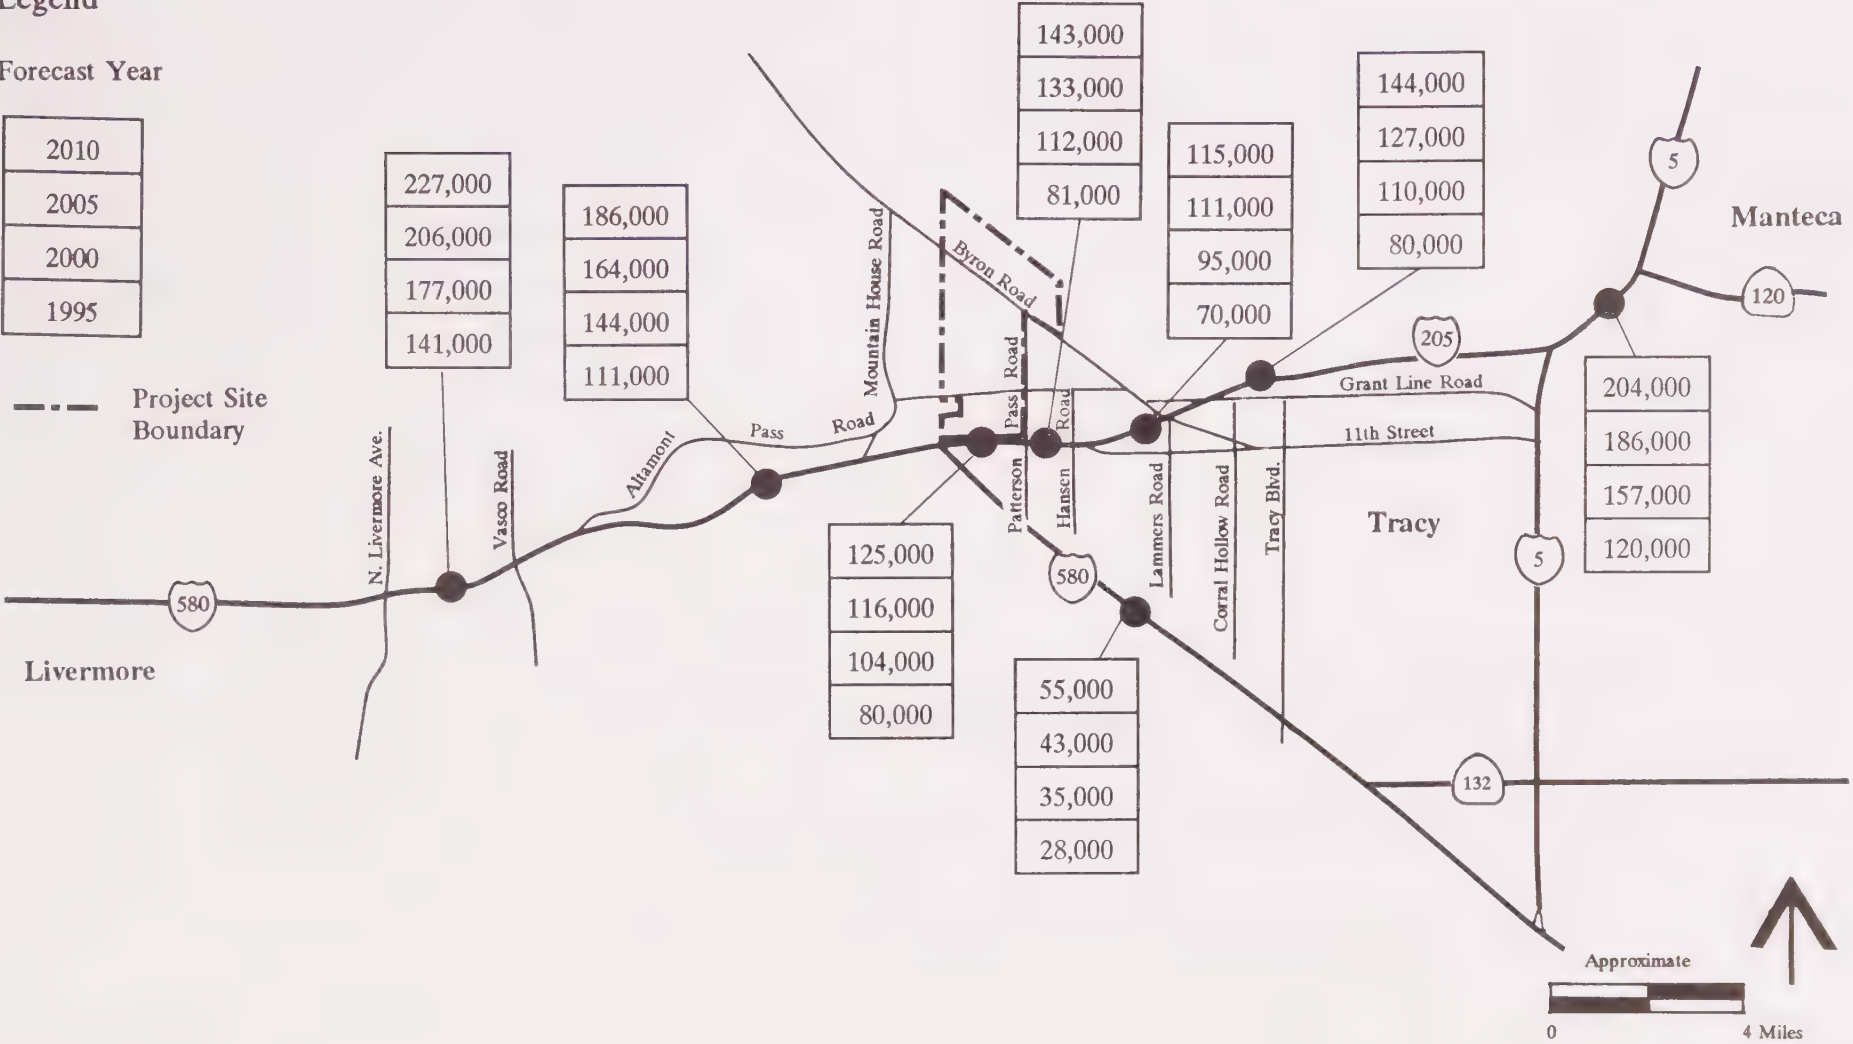 Legend
Forecast Year
2010
2005
2000
1995
Project Site
Boundary
227,000
206,000
177,000
141,000
186,000
164,000
144,000
111,000
143,000
133,000
112,000
81,000
115,000
111,000
95,000
70,000
144,000
127,000
110,000
80,000
204,000
186,000
157,000
120,000
125,000
116,000
104,000
80,000
55,000
43,000
35,000
28,000
5
Manteca
120
205
Grant Line Road
11th Street
Byron Road
Mountain House Road
Altamont Pass Road
Patterson Pass Road
Hansen Road
Lammers Road
Corral Hollow Road
Tracy Blvd.
Tracy
5
N. Livermore Ave.
Vasco Road
580
580
Livermore
132
Approximate
0 4 Miles